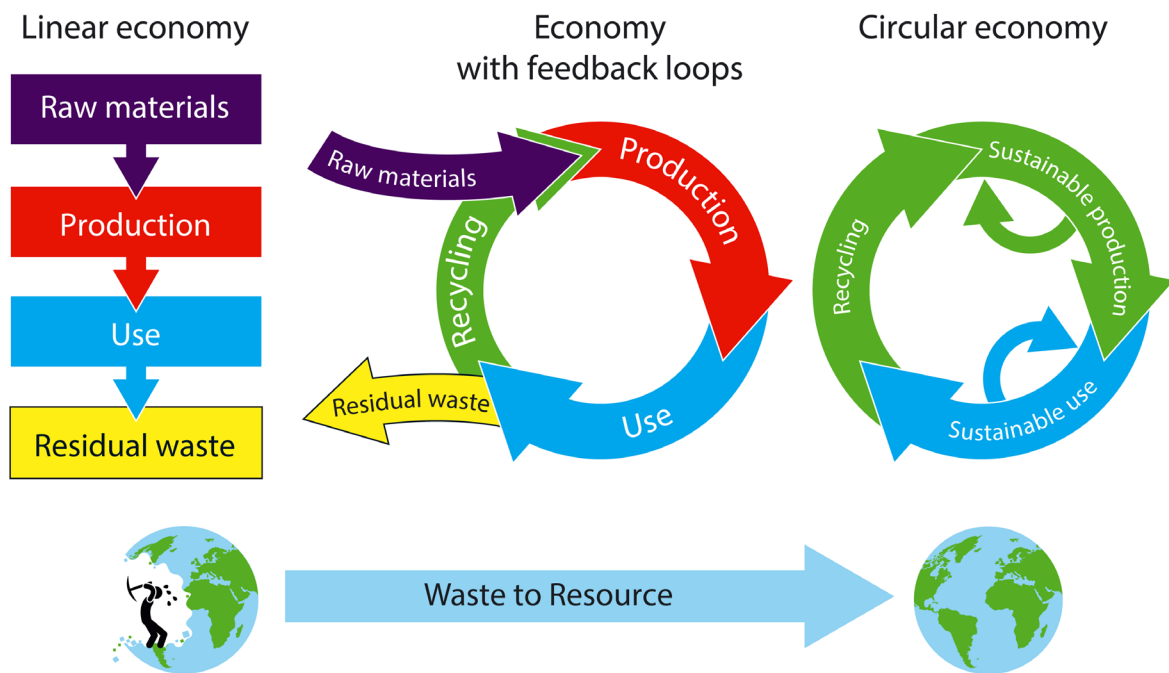 Linear economy
Raw materials
Production
Use
Residual waste
Economy
with feedback loops
Raw materials
Production
Use
Recycling
Residual waste
Circular economy
Sustainable production
Sustainable use
Recycling
Waste to Resource